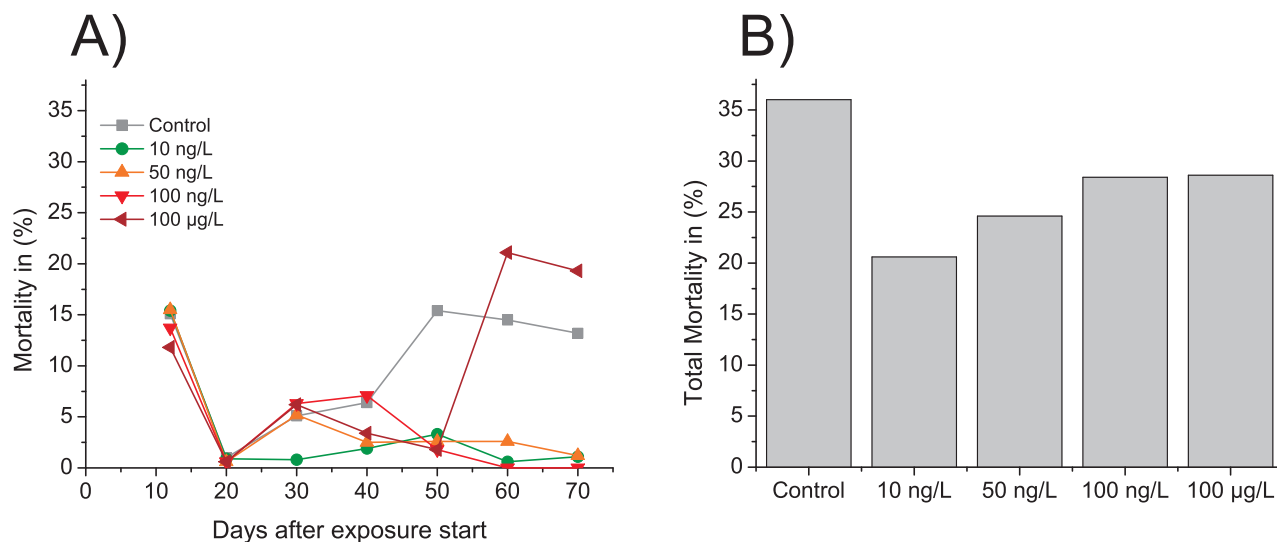 A)
Mortality in (%)
35
30
25
20
15
10
5
0
Control
10 ng/L
50 ng/L
100 ng/L
100 µg/L
0 10 20 30 40 50 60 70
Days after exposure start
B)
Total Mortality in (%)
35
30
25
20
15
10
5
0
Control 10 ng/L 50 ng/L 100 ng/L 100 µg/L